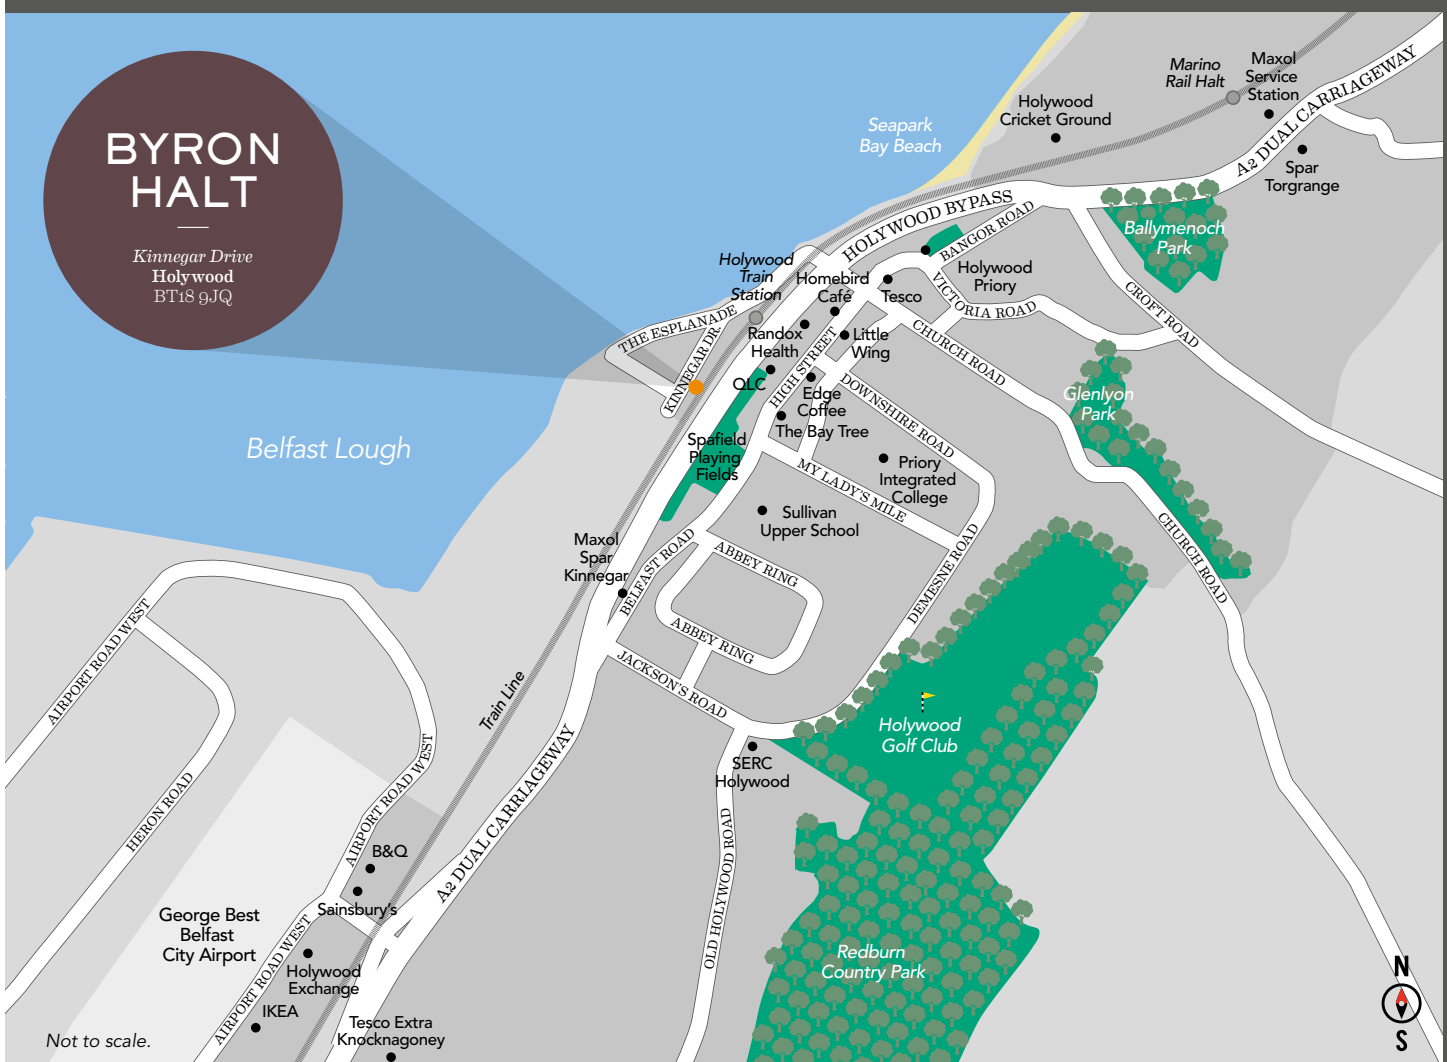 BYRON
HALT
Kinnegar Drive
Holywood
BT18 9JQ
Belfast Lough
Seapark
Bay Beach
Holywood
Cricket Ground
Marino
Rail Halt
Maxol
Service
Station
A2 DUAL CARRIAGEWAY
Spar
Torgrange
Ballymenoch
Park
HOLYWOOD BYPASS
BANGOR ROAD
Holywood
Priory
VICTORIA ROAD
CROFT ROAD
Holywood
Train
Station
Homebird
Café
Tesco
THE ESPLANADE
KINNEGAR DR.
Randox
Health
Little
Wing
HIGH STREET
CHURCH ROAD
QLC
Edge
Coffee
DOWNSHIRE ROAD
Glenlyon
Park
The Bay Tree
Spafield
Playing
Fields
MY LADY'S MILE
Priory
Integrated
College
Sullivan
Upper School
Maxol
Spar
Kinnegar
BELFAST ROAD
ABBEY RING
ABBEY RING
DEMESNE ROAD
CHURCH ROAD
JACKSON'S ROAD
Train Line
AIRPORT ROAD WEST
HERON ROAD
AIRPORT ROAD WEST
A2 DUAL CARRIAGEWAY
SERC
Holywood
Holywood
Golf Club
OLD HOLYWOOD ROAD
B&Q
Sainsbury's
George Best
Belfast
City Airport
AIRPORT ROAD WEST
Holywood
Exchange
IKEA
Tesco Extra
Knocknagoney
Redburn
Country Park
Not to scale.
N
S